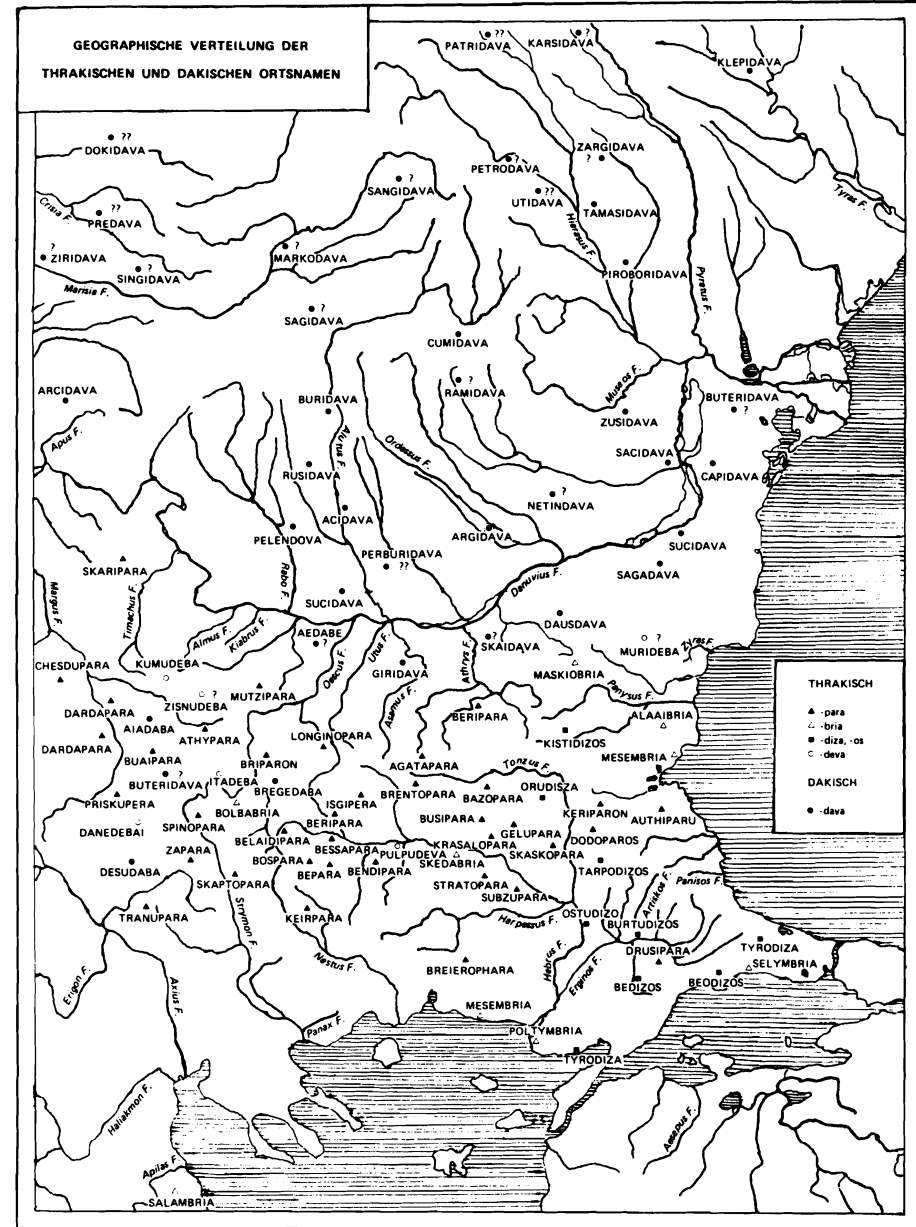 GEOGRAPHISCHE VERTEILUNG DER
THRAKISCHEN UND DAKISCHEN ORTSNAMEN
??
PATRIDAVA
?
KARSIDAVA
KLEPIDAVA
??
DOKIDAVA
?
SANGIDAVA
?
PETRODAVA
??
UTIDAVA
ZARGIDAVA
?
TAMASIDAVA
Tyras F.
Crisia F.
??
PREDAVA
Hierasus F.
?
ZIRIDAVA
?
SINGIDAVA
?
MARKODAVA
PIROBORIDAVA
Pyretus F.
Marisia F.
?
SAGIDAVA
CUMIDAVA
ARCIDAVA
?
RAMIDAVA
Museos F.
BURIDAVA
ZUSIDAVA
BUTERIDAVA
?
Apus F.
Alutus F.
Ordessus F.
RUSIDAVA
SACIDAVA
CAPIDAVA
?
NETINDAVA
ACIDAVA
PELENDOVA
?
ARGIDAVA
SUCIDAVA
PERBURIDAVA
??
SKARIPARA
SAGADAVA
Margus F.
Timachus F.
Rabo F.
Danuvius F.
SUCIDAVA
DAUSDAVA
Almus F.
Kiabrus F.
AEDABE
?
Oescus F.
Utus F.
Athrys F.
?
SKAIDAVA
?
MURIDEBA
Zyras F.
CHESDUPARA
KUMUDEBA
GIRIDAVA
MASKIOBRIA
Panysus F.
?
ZISNUDEBA
MUTZIPARA
Asemus F.
DARDAPARA
AIADABA
ATHYPARA
LONGINOPARA
BERIPARA
ALAAIBRIA
KISTIDIZOS
DARDAPARA
BUAIPARA
BRIPARON
AGATAPARA
MESEMBRIA
?
BUTERIDAVA
ITADEBA
BREGEDABA
Tonzus F.
BRENTOPARA
BAZOPARA
ORUDISZA
PRISKUPERA
BOLBABRIA
ISGIPERA
KERIPARON
AUTHIPARU
DANEDEBAI
SPINOPARA
BERIPARA
BUSIPARA
GELUPARA
DODOPAROS
BELAIDIPARA
BESSAPARA
KRASALOPARA
ZAPARA
BOSPARA
PULPUDEVA
SKASKOPARA
DESUDABA
BEPARA
BENDIPARA
SKEDABRIA
TARPODIZOS
SKAPTOPARA
STRATOPARA
Panisos F.
SUBZUPARA
Artiskos F.
TRANUPARA
KEIRPARA
OSTUDIZO
Strymon F.
Harpessus F.
BURTUDIZOS
TYRODIZA
Nestus F.
Hebrus F.
DRUSIPARA
SELYMBRIA
Erigon F.
Axius F.
BREIEROPHARA
Erginos F.
BEDIZOS
BEODIZOS
MESEMBRIA
Panax F.
POLTYMBRIA
TYRODIZA
Haliakmon F.
Aesepus F.
Apilas F.
SALAMBRIA
THRAKISCH
▲ -para
△ -bria
■ -diza, -os
○ -deva
DAKISCH
● -dava